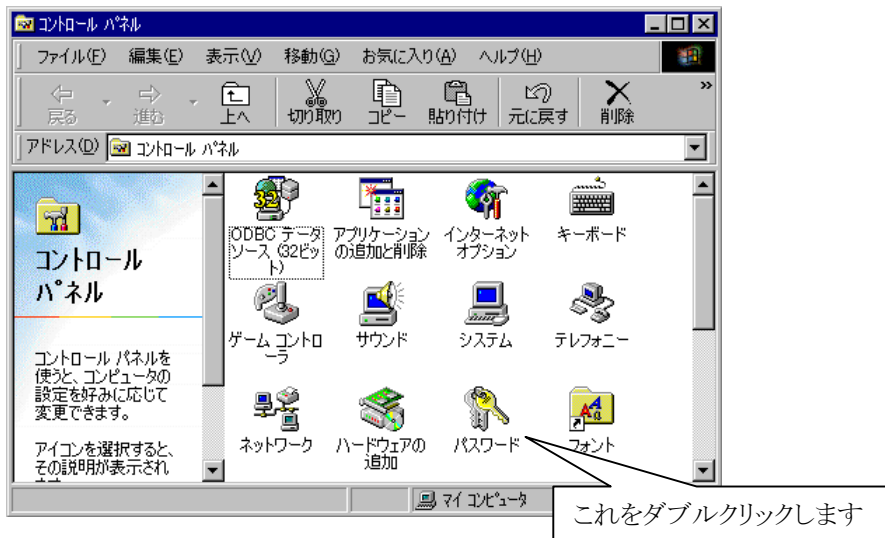 コントロール パネル
ファイル(F) 編集(E) 表示(V) 移動(G) お気に入り(A) ヘルプ(H)
戻る 進む 上へ 切り取り コピー 貼り付け 元に戻す 削除 »
アドレス(D) コントロール パネル
コントロール
パネル
コントロール パネルを
使うと、コンピュータの
設定を好みに応じて
変更できます。
アイコンを選択すると、
その説明が表示され
32
ODBC データ
ソース (32ビッ
ト)
アプリケーション
の追加と削除
インターネット
オプション
キーボード
ゲーム コントロ
ーラ
サウンド
システム
テレフォニー
ネットワーク
ハードウェアの
追加
パスワード
フォント
マイ コンピュータ
これをダブルクリックします